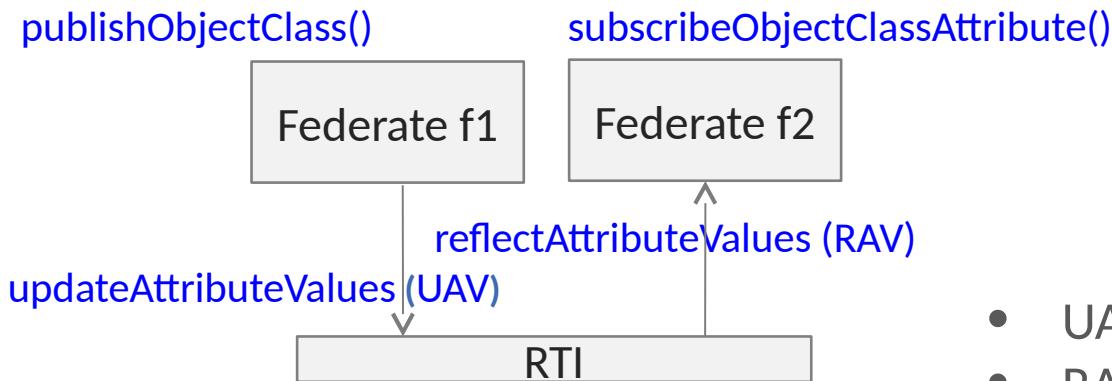 publishObjectClass() subscribeObjectClassAttribute()
Federate f1 Federate f2
reflectAttributeValues (RAV)
updateAttributeValues (UAV)
RTI